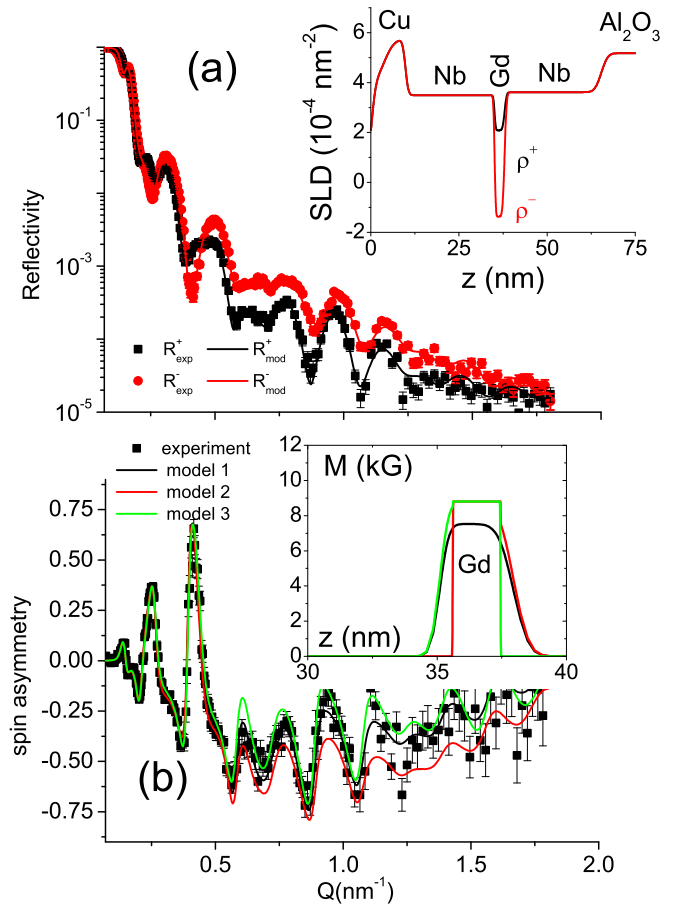 (a)
Reflectivity
10⁻¹
10⁻³
10⁻⁵
R⁺exp R⁺mod
R⁻exp R⁻mod
Cu
Nb
Gd
Nb
Al₂O₃
SLD (10⁻⁴ nm⁻²)
6
4
2
0
-2
ρ⁺
ρ⁻
0 25 50 75
z (nm)
experiment
model 1
model 2
model 3
spin asymmetry
0.75
0.50
0.25
0.00
-0.25
-0.50
-0.75
(b)
M (kG)
12
10
8
6
4
2
0
Gd
z (nm)
30 35 40
0.5 1.0 1.5 2.0
Q(nm⁻¹)